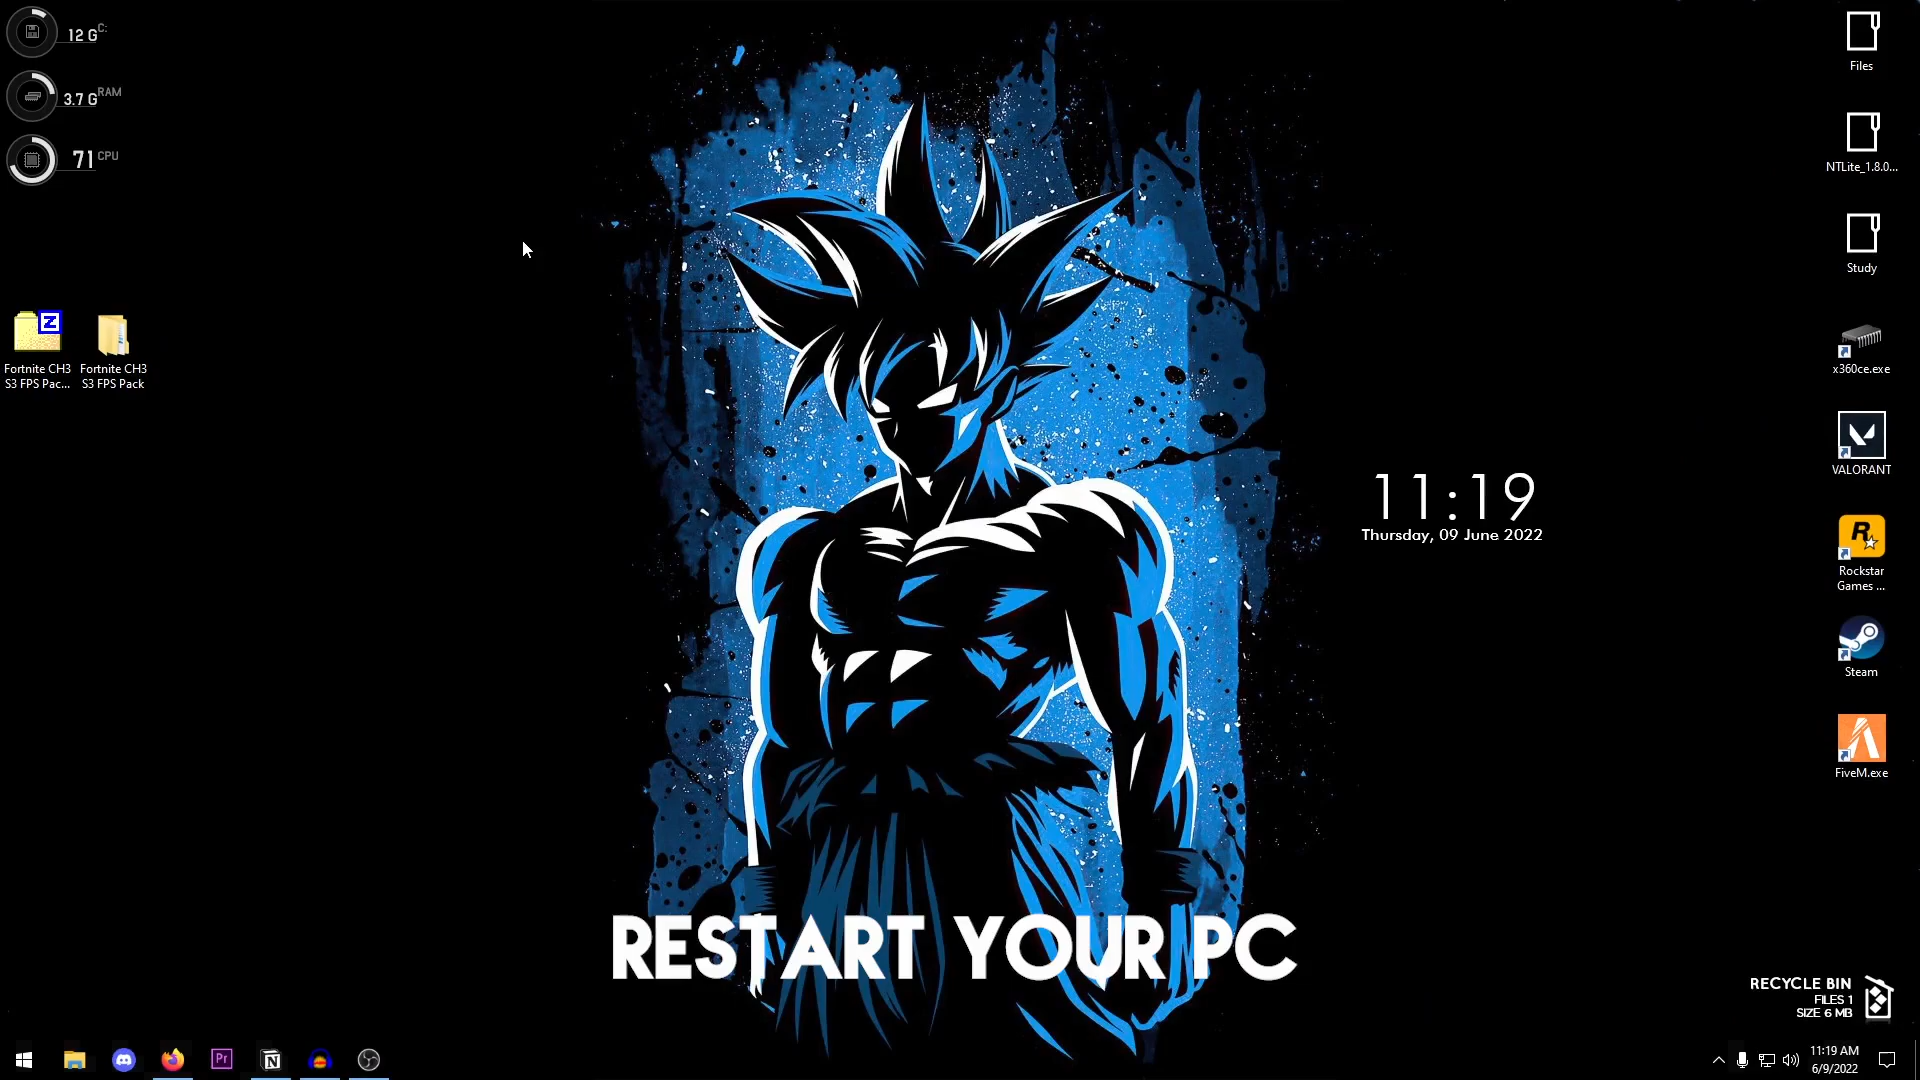 12 G C:
3.7 G RAM
71 CPU
Z
Fortnite CH3
S3 FPS Pac...
Fortnite CH3
S3 FPS Pack
Files
NTLite_1.8.0...
Study
x360ce.exe
VALORANT
R
Rockstar
Games ...
Steam
FiveM.exe
11:19
Thursday, 09 June 2022
RESTART YOUR PC
RECYCLE BIN
FILES 1
SIZE 6 MB
Pr
N
11:19 AM
6/9/2022